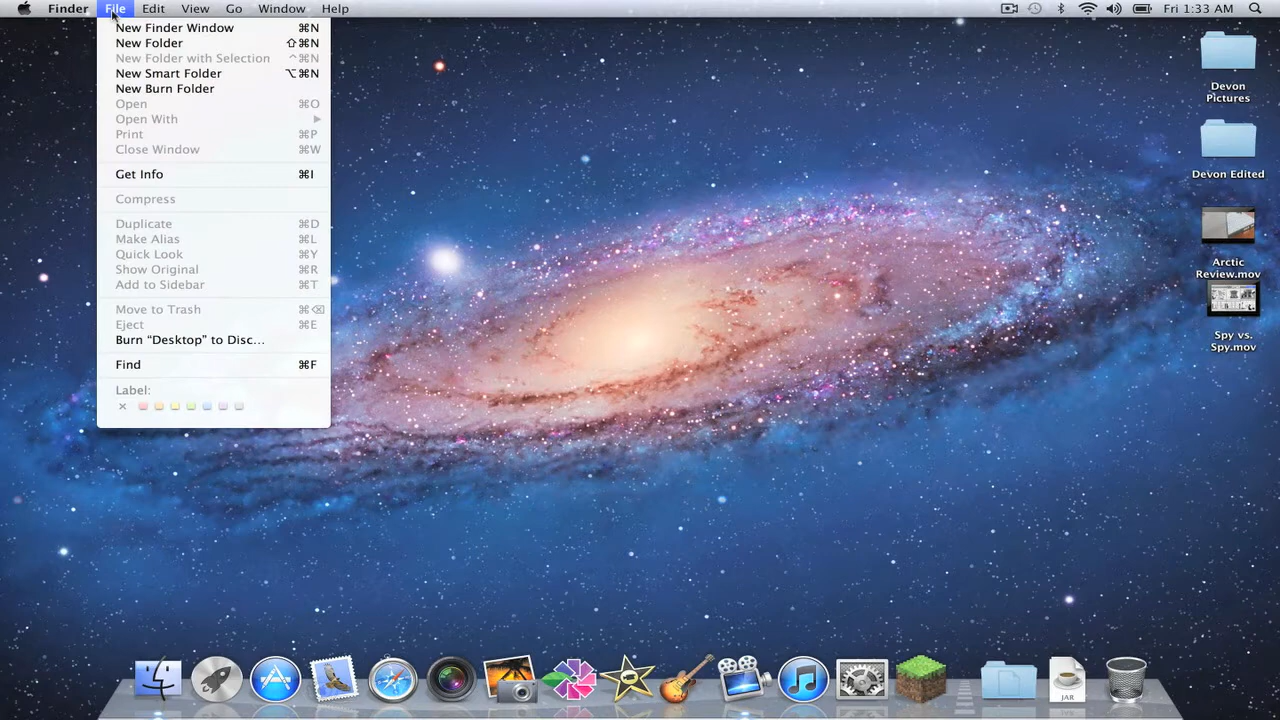 Finder File Edit View Go Window Help Fri 1:33 AM
New Finder Window ⌘N
New Folder ⇧⌘N
New Folder with Selection ^⌘N
New Smart Folder ⌥⌘N
New Burn Folder
Open ⌘O
Open With ▶
Print ⌘P
Close Window ⌘W
Get Info ⌘I
Compress
Duplicate ⌘D
Make Alias ⌘L
Quick Look ⌘Y
Show Original ⌘R
Add to Sidebar ⌘T
Move to Trash ⌘⌫
Eject ⌘E
Burn “Desktop” to Disc...
Find ⌘F
Label:
Devon
Pictures
Devon Edited
Arctic
Review.mov
Spy vs.
Spy.mov
JAR